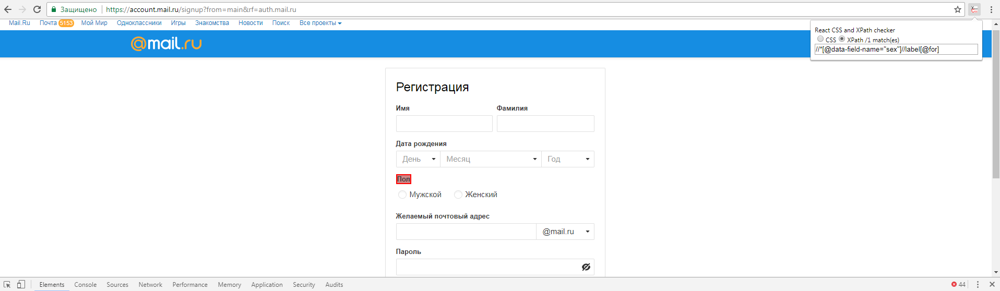 Защищено https://account.mail.ru/signup?from=main&rf=auth.mail.ru
Mail.Ru Почта 5153 Мой Мир Одноклассники Игры Знакомства Новости Поиск Все проекты
@mail.ru
React CSS and XPath checker
CSS XPath /1 match(es)
//*[@data-field-name="sex"]//label[@for]
Регистрация
Имя Фамилия
Дата рождения
День Месяц Год
Пол
Мужской Женский
Желаемый почтовый адрес
@mail.ru
Пароль
Elements Console Sources Network Performance Memory Application Security Audits 44